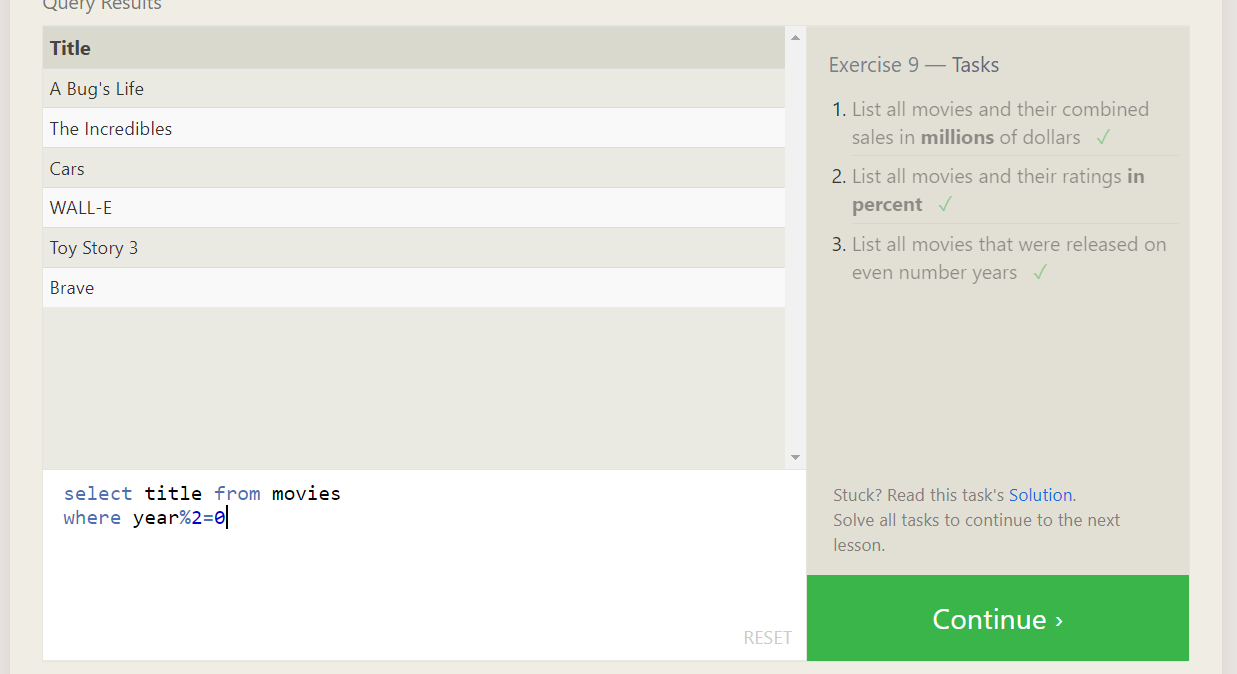 Query Results
Title
A Bug's Life
The Incredibles
Cars
WALL-E
Toy Story 3
Brave
select title from movies
where year%2=0
RESET
Exercise 9 — Tasks
1. List all movies and their combined
sales in millions of dollars ✓
2. List all movies and their ratings in
percent ✓
3. List all movies that were released on
even number years ✓
Stuck? Read this task's Solution.
Solve all tasks to continue to the next
lesson.
Continue ›